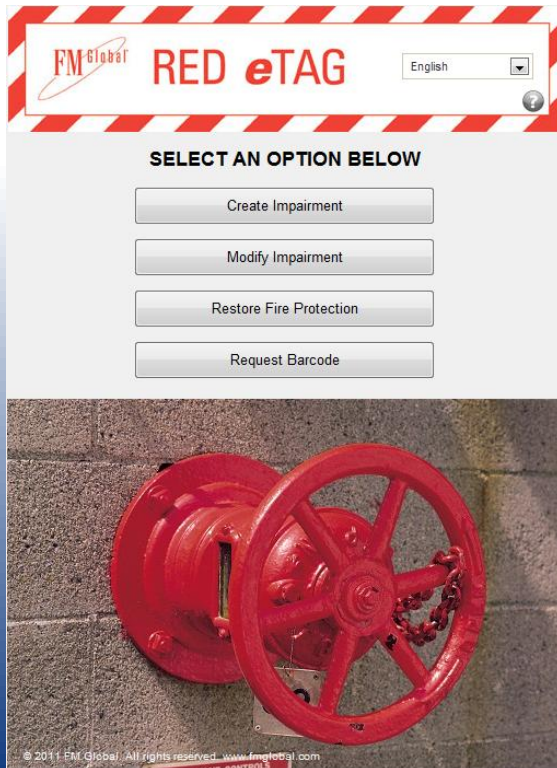 FM Global
RED eTAG
English
?
SELECT AN OPTION BELOW
Create Impairment
Modify Impairment
Restore Fire Protection
Request Barcode
© 2011 FM Global. All rights reserved. www.fmglobal.com
CONTROLS